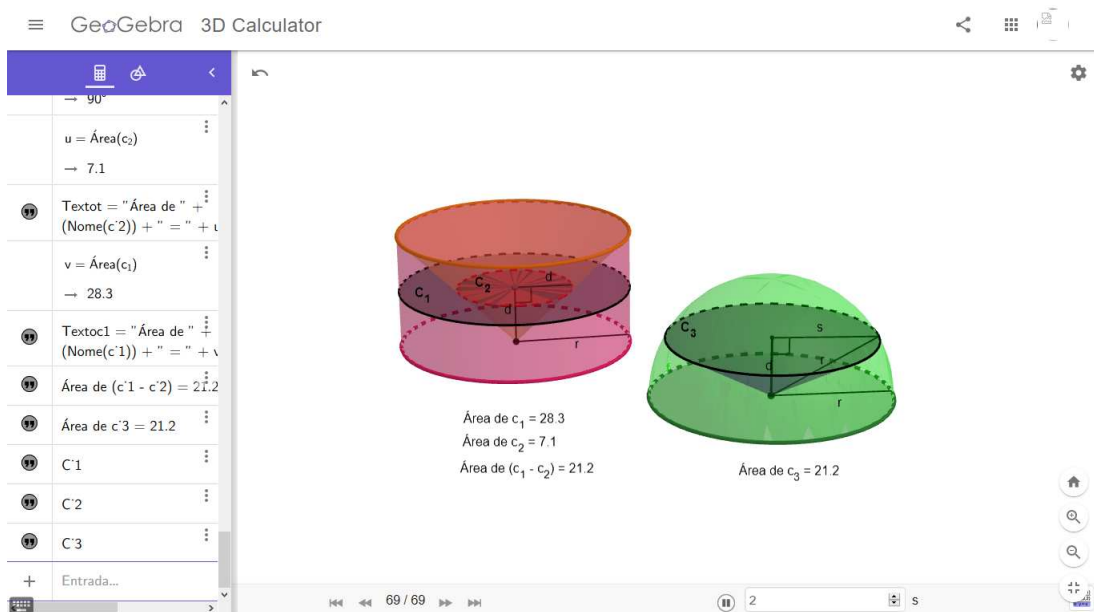 GeoGebra 3D Calculator
→ 90°
u = Área(c₂)
→ 7.1
Textot = "Área de " +
(Nome(c˙2)) + " = " + u
v = Área(c₁)
→ 28.3
Textoc1 = "Área de " +
(Nome(c˙1)) + " = " + v
Área de (c˙1 - c˙2) = 21.2
Área de c˙3 = 21.2
C˙1
C˙2
C˙3
+ Entrada...
C₁
C₂
d
d
r
C₃
s
d
r
r
Área de c₁ = 28.3
Área de c₂ = 7.1
Área de (c₁ - c₂) = 21.2
Área de c₃ = 21.2
69 / 69
2 s